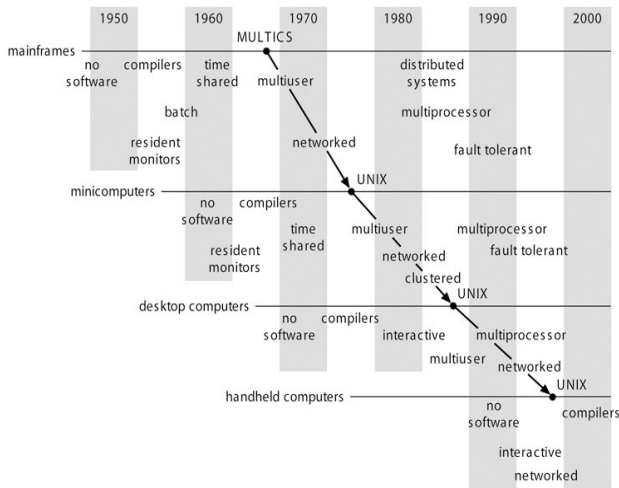 1950 1960 1970 1980 1990 2000
MULTICS
mainframes
no compilers time distributed
software shared multiuser systems
batch multiprocessor
resident networked fault tolerant
monitors
minicomputers UNIX
no compilers
software time multiuser multiprocessor
resident shared networked fault tolerant
monitors clustered
desktop computers UNIX
no compilers
software interactive multiprocessor
multiuser networked
handheld computers UNIX
no compilers
software
interactive
networked